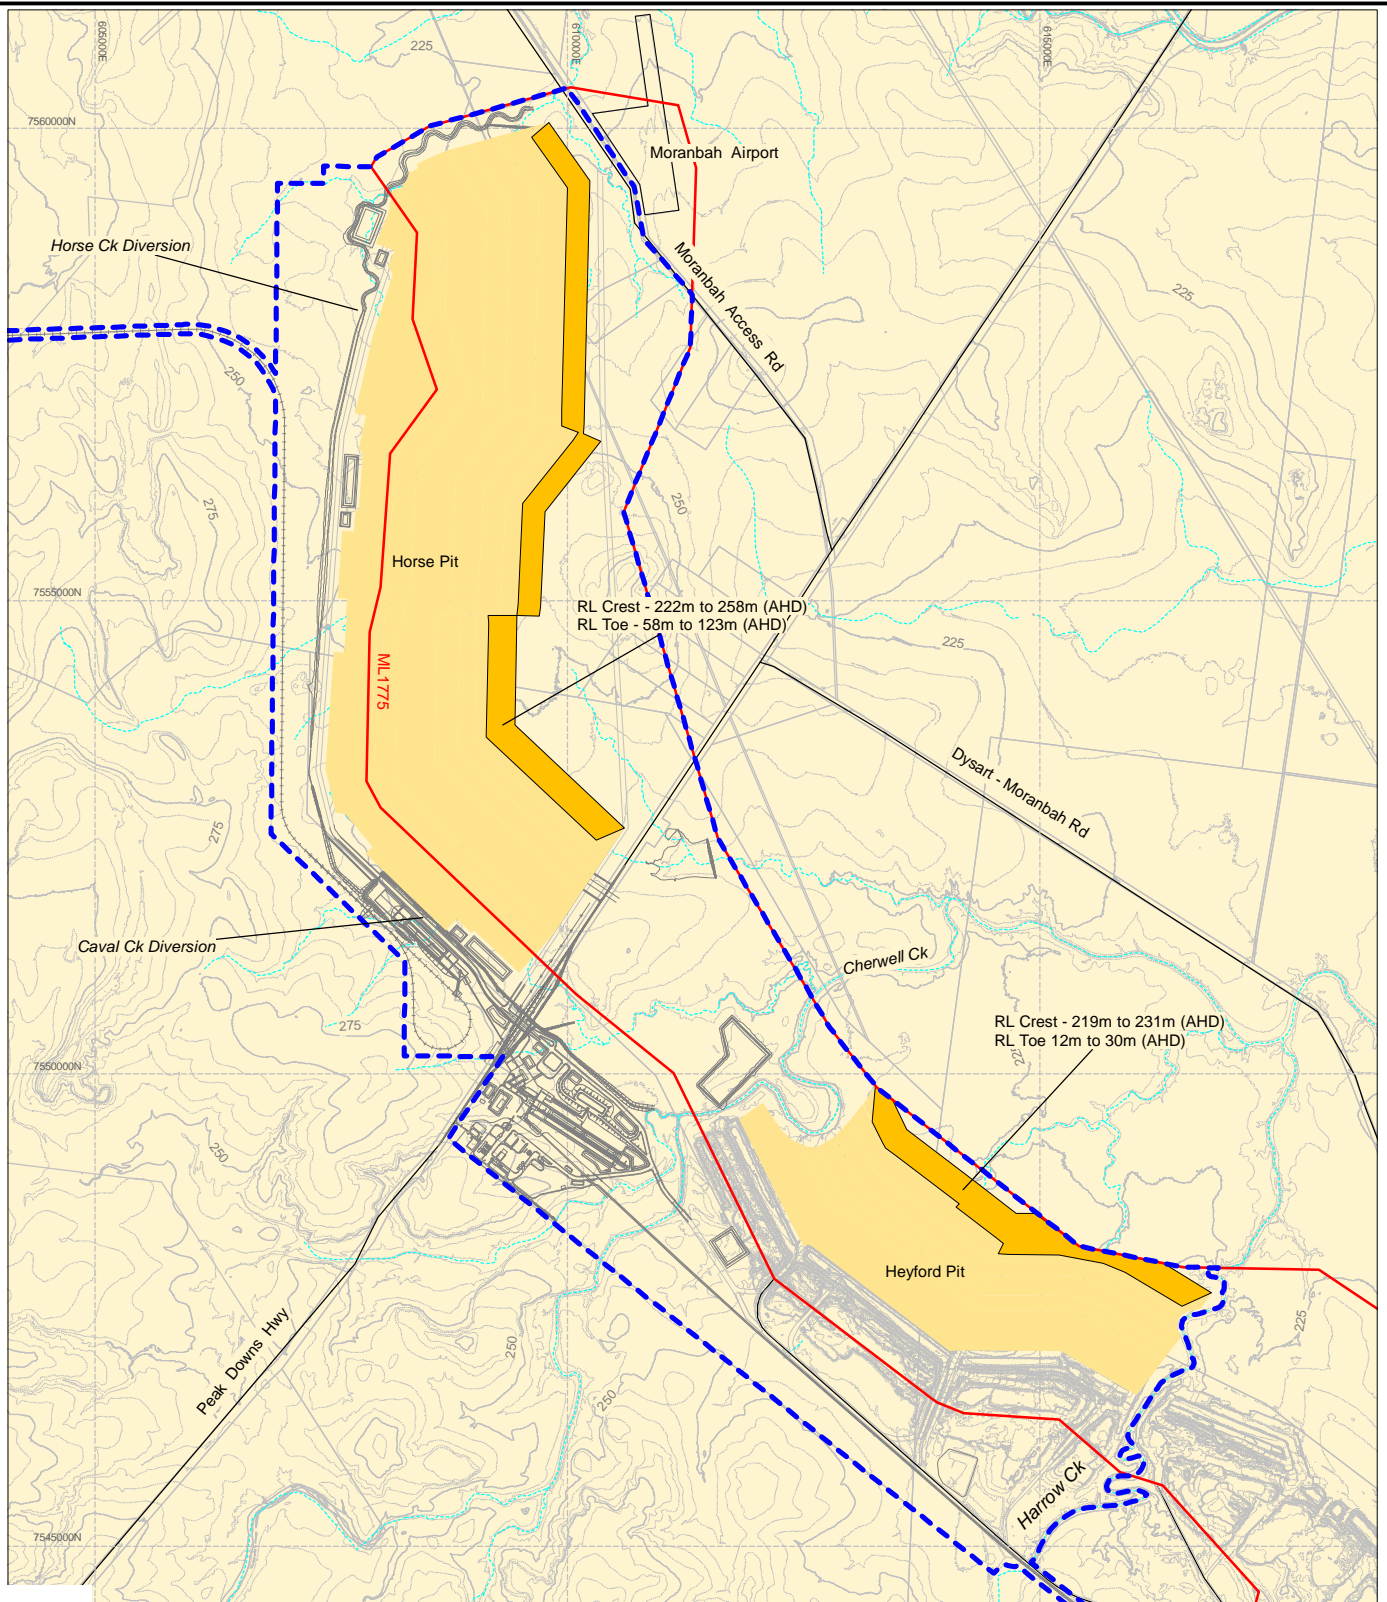 605000E
610000E
615000E
225
7560000N
Moranbah Airport
Horse Ck Diversion
Moranbah Access Rd
225
250
275
250
Horse Pit
7555000N
RL Crest - 222m to 258m (AHD)
RL Toe - 58m to 123m (AHD)
225
ML1775
Dysart - Moranbah Rd
275
Caval Ck Diversion
Cherwell Ck
275
RL Crest - 219m to 231m (AHD)
RL Toe 12m to 30m (AHD)
7550000N
250
Heyford Pit
225
250
Peak Downs Hwy
250
Harrow Ck
7545000N